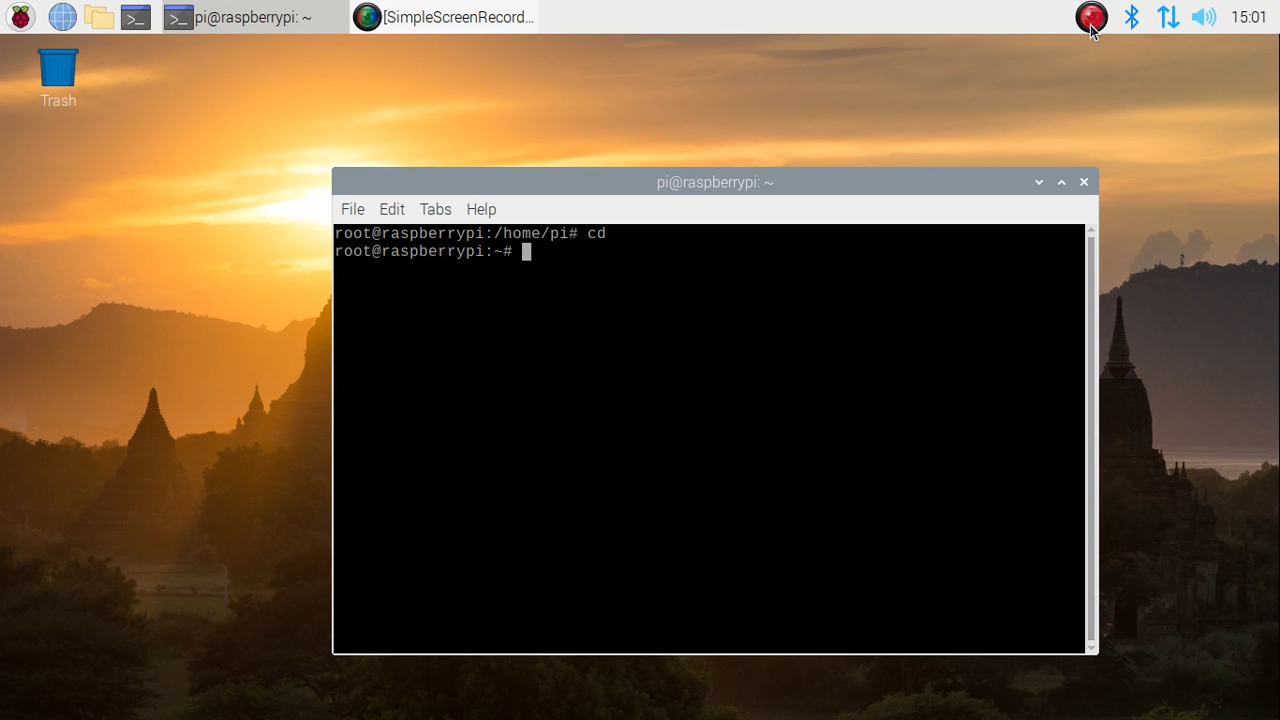 pi@raspberrypi: ~
[SimpleScreenRecord...
15:01
Trash
pi@raspberrypi: ~
File Edit Tabs Help
root@raspberrypi:/home/pi# cd
root@raspberrypi:~#